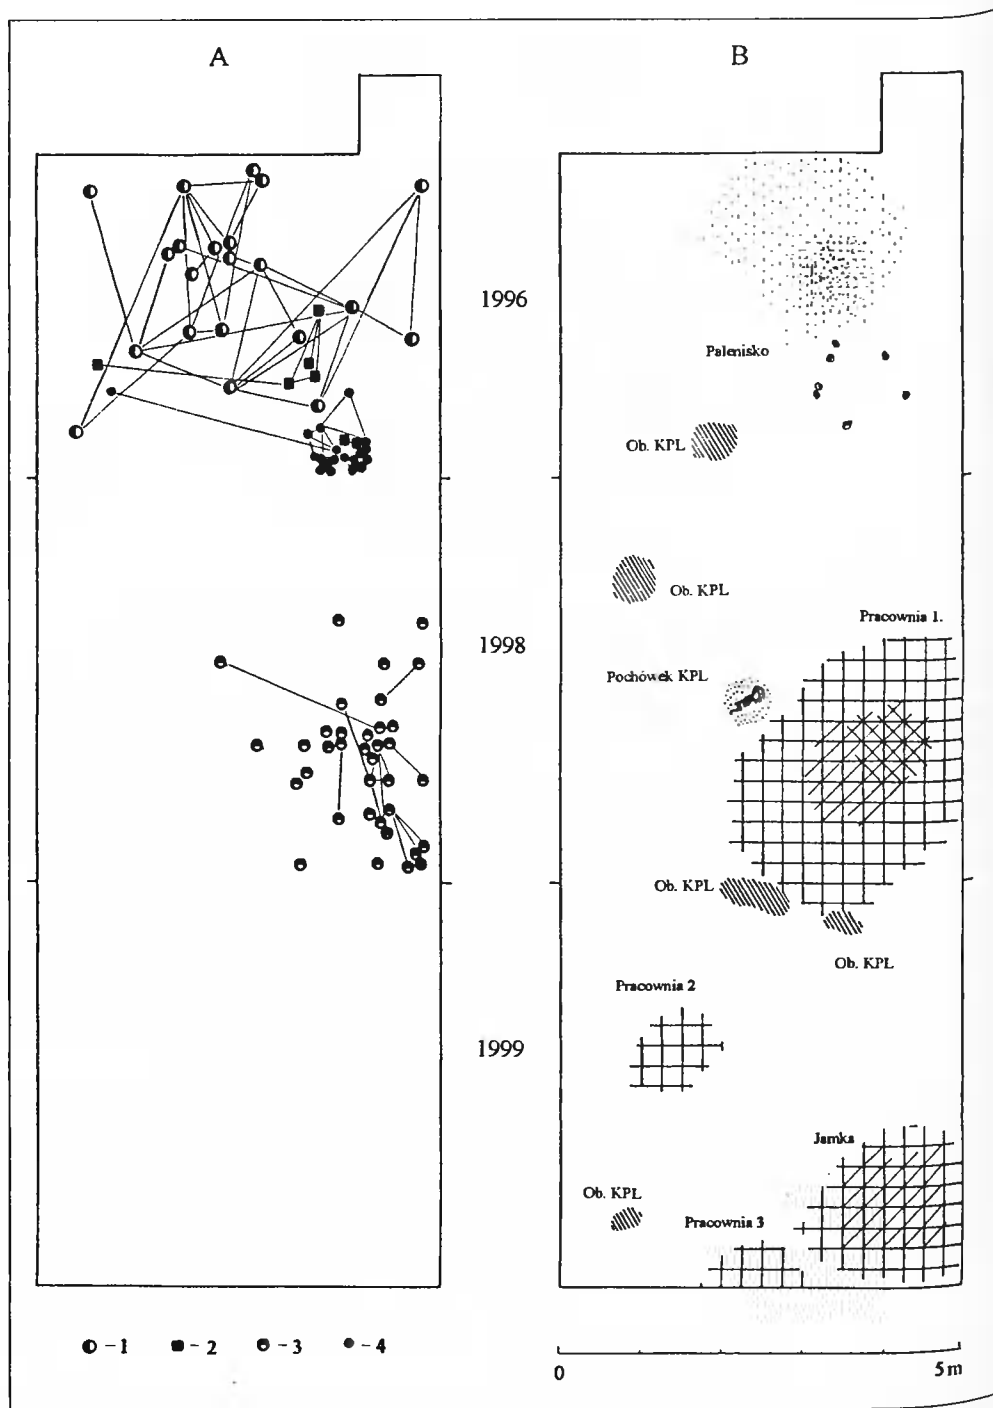 A
B
1996
Palenisko
Ob. KPL
Ob. KPL
Pracownia 1.
1998
Pochówek KPL
Ob. KPL
Ob. KPL
Pracownia 2
1999
Jamka
Ob. KPL
Pracownia 3
-1 -2 -3 -4
0 5 m